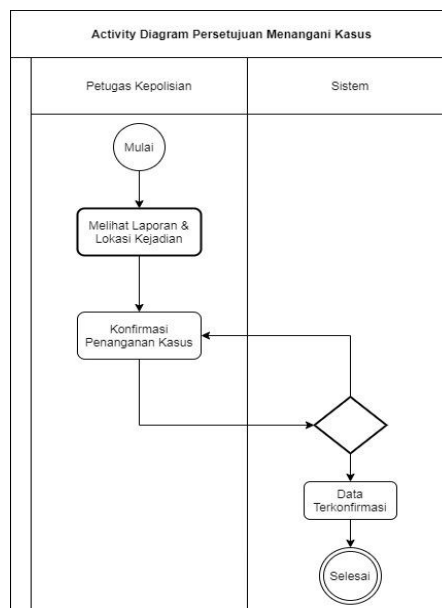 Activity Diagram Persetujuan Menangani Kasus
Petugas Kepolisian
Sistem
Mulai
Melihat Laporan &
Lokasi Kejadian
Konfirmasi
Penanganan Kasus
Data
Terkonfirmasi
Selesai